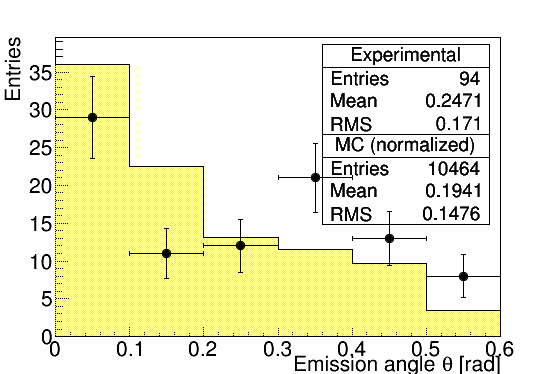 Entries
35
30
25
20
15
10
5
0
Experimental
Entries 94
Mean 0.2471
RMS 0.171
MC (normalized)
Entries 10464
Mean 0.1941
RMS 0.1476
0 0.1 0.2 0.3 0.4 0.5 0.6
Emission angle θ [rad]